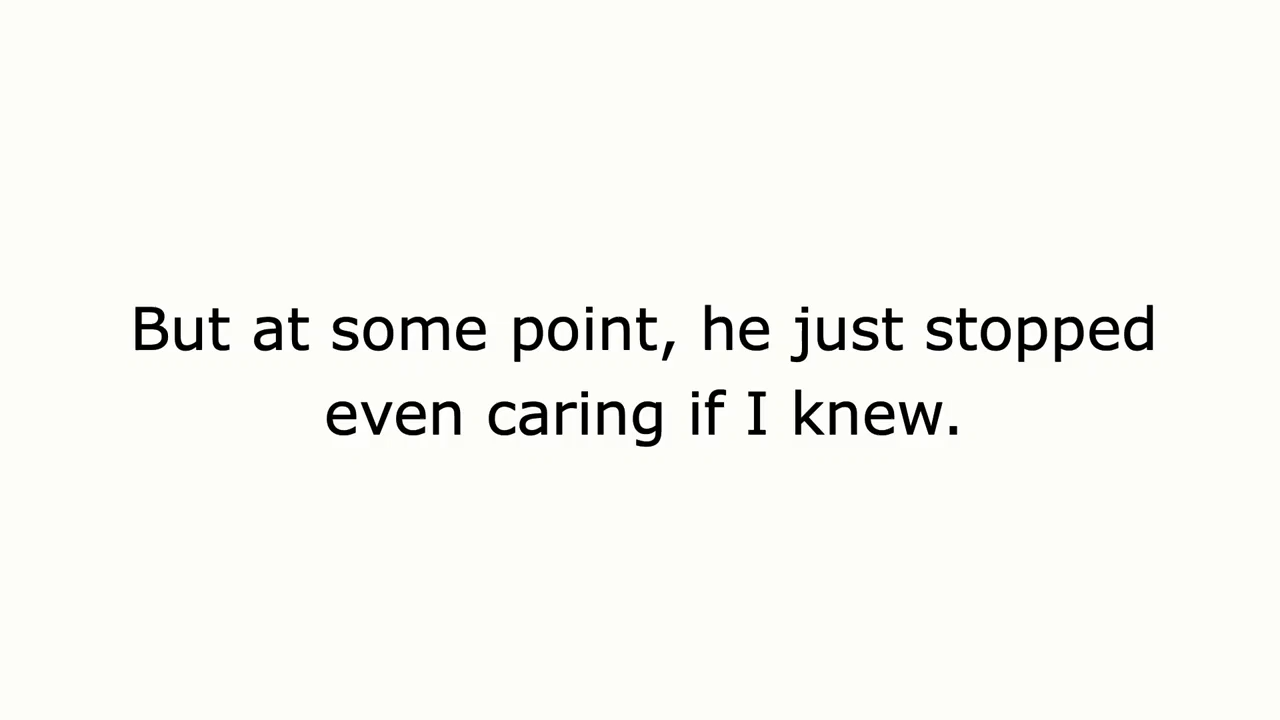 But at some point, he just stopped
even caring if I knew.